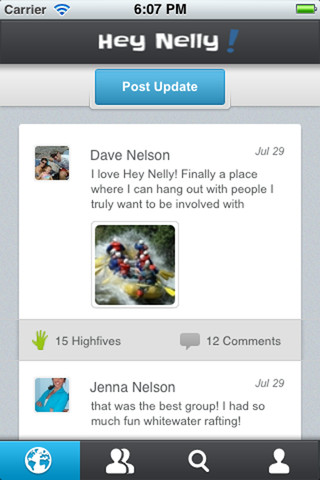 Carrier 6:07 PM
Hey Nelly!
Post Update
Dave Nelson Jul 29
I love Hey Nelly! Finally a place
where I can hang out with people I
truly want to be involved with
15 Highfives 12 Comments
Jenna Nelson Jul 29
that was the best group! I had so
much fun whitewater rafting!